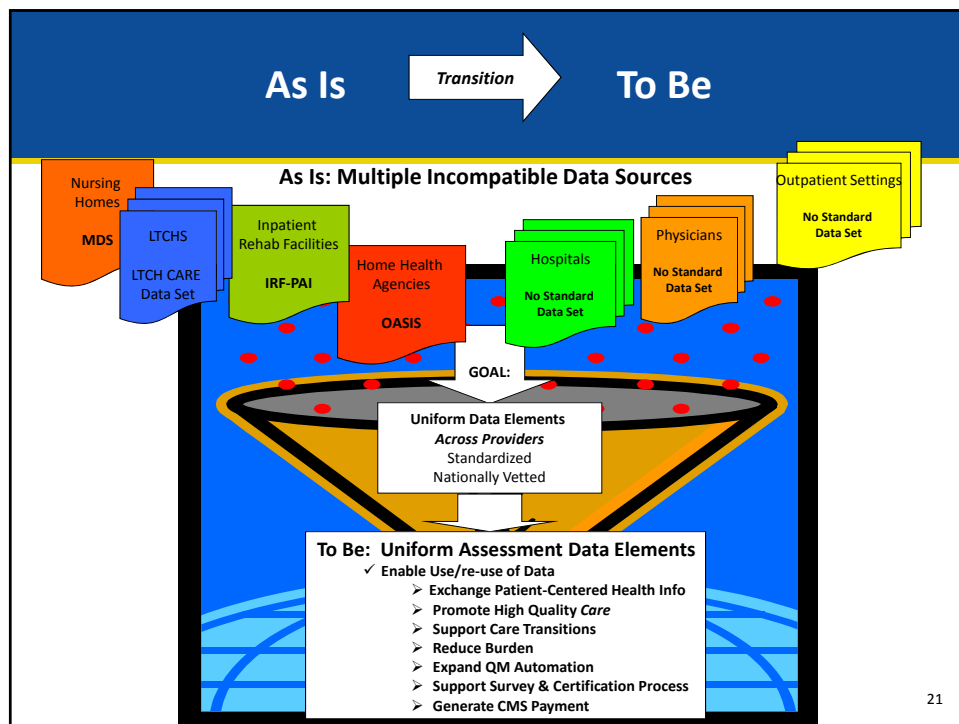 As Is
Transition
To Be
As Is: Multiple Incompatible Data Sources
Nursing
Homes
MDS
LTCHS
LTCH CARE
Data Set
Inpatient
Rehab Facilities
IRF-PAI
Home Health
Agencies
OASIS
Hospitals
No Standard
Data Set
Physicians
No Standard
Data Set
Outpatient Settings
No Standard
Data Set
GOAL:
Uniform Data Elements
Across Providers
Standardized
Nationally Vetted
To Be: Uniform Assessment Data Elements
✓ Enable Use/re-use of Data
➢ Exchange Patient-Centered Health Info
➢ Promote High Quality Care
➢ Support Care Transitions
➢ Reduce Burden
➢ Expand QM Automation
➢ Support Survey & Certification Process
➢ Generate CMS Payment
21